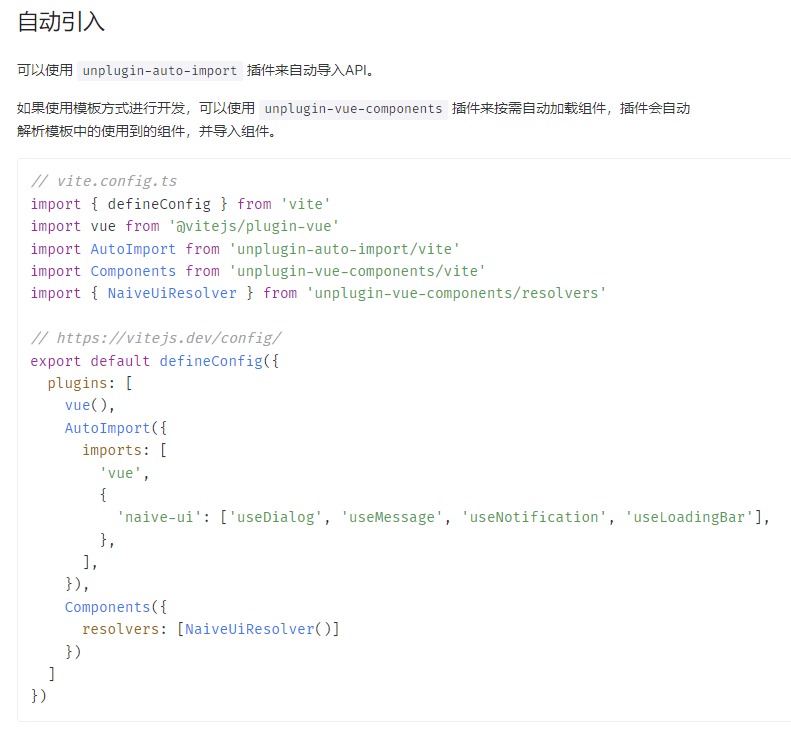 自动引入
可以使用 unplugin-auto-import 插件来自动导入API。
如果使用模板方式进行开发，可以使用 unplugin-vue-components 插件来按需自动加载组件，插件会自动
解析模板中的使用到的组件，并导入组件。
// vite.config.ts
import { defineConfig } from 'vite'
import vue from '@vitejs/plugin-vue'
import AutoImport from 'unplugin-auto-import/vite'
import Components from 'unplugin-vue-components/vite'
import { NaiveUiResolver } from 'unplugin-vue-components/resolvers'
// https://vitejs.dev/config/
export default defineConfig({
  plugins: [
    vue(),
    AutoImport({
      imports: [
        'vue',
        {
          'naive-ui': ['useDialog', 'useMessage', 'useNotification', 'useLoadingBar'],
        },
      ],
    }),
    Components({
      resolvers: [NaiveUiResolver()]
    })
  ]
})